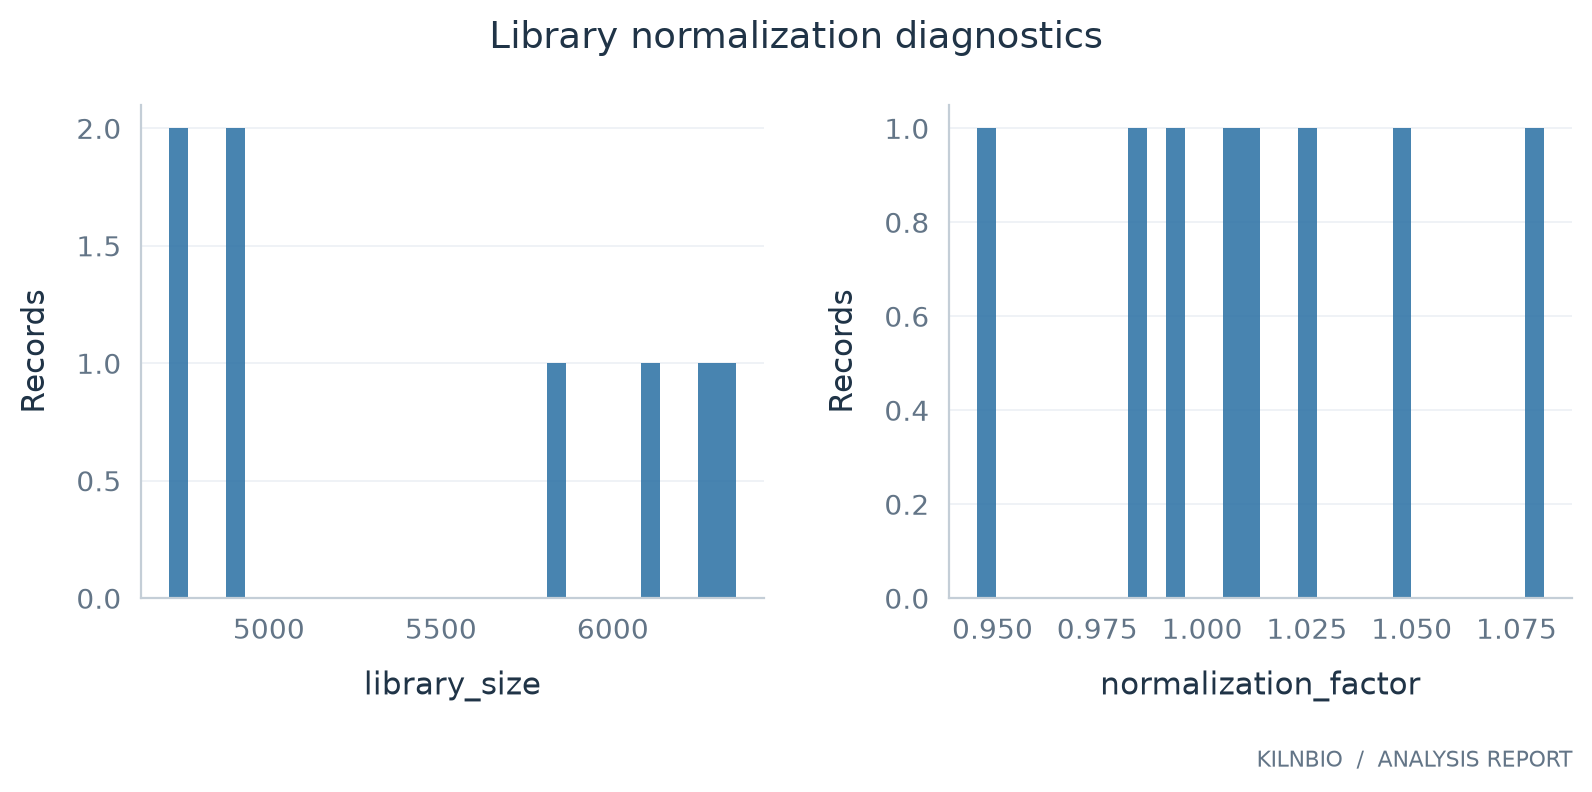 Library normalization diagnostics
Records
2.0
1.5
1.0
0.5
0.0
5000 5500 6000
library_size
Records
1.0
0.8
0.6
0.4
0.2
0.0
0.950 0.975 1.000 1.025 1.050 1.075
normalization_factor
KILNBIO / ANALYSIS REPORT